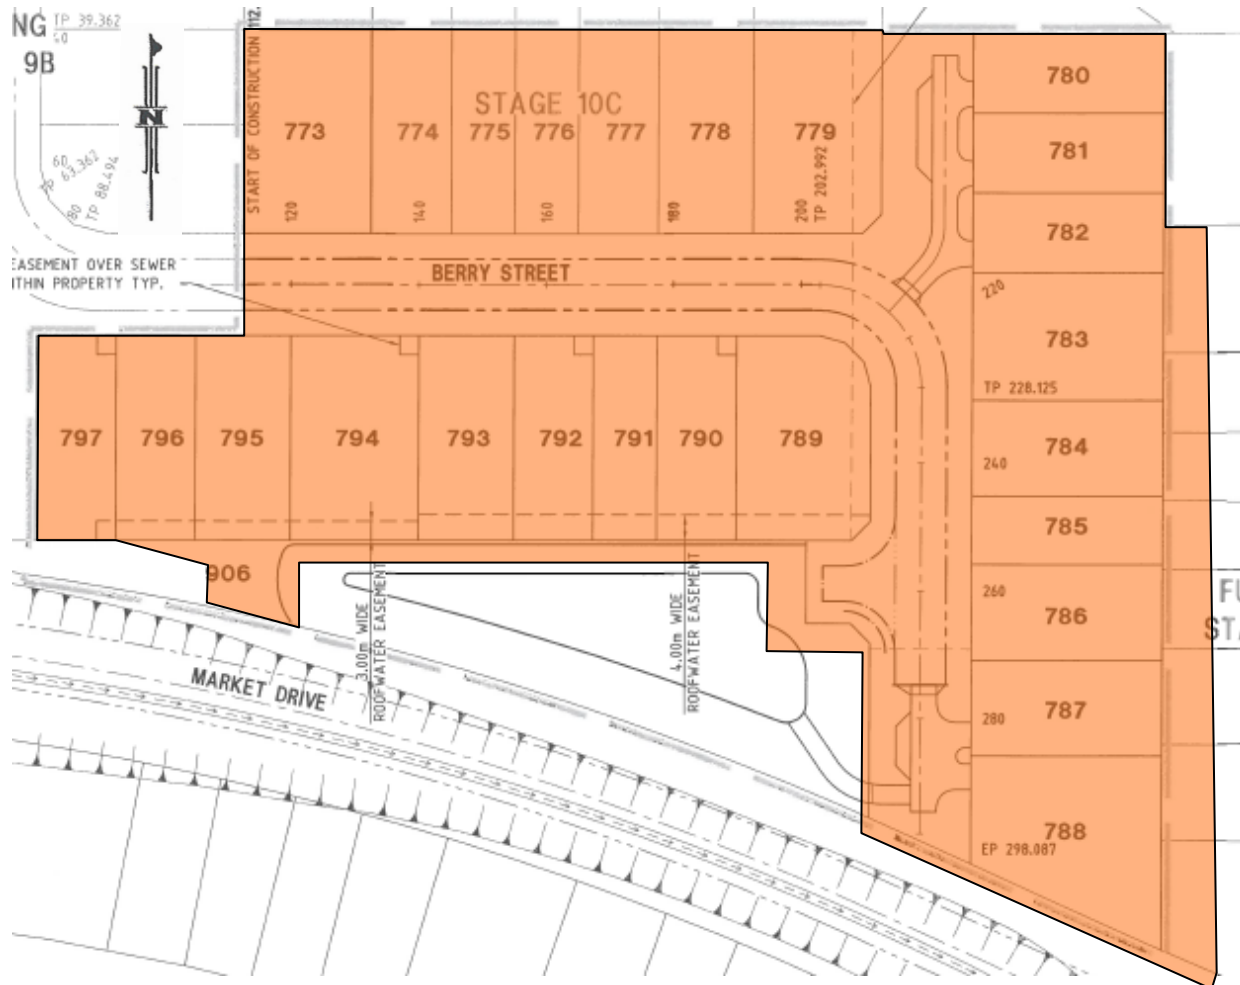 NG
TP 39.362
40
9B
N
60
TP 63.362
80
TP 88.494
START OF CONSTRUCTION 112.
STAGE 10C
773
774
775
776
777
778
779
120
140
160
180
200
TP 202.992
780
781
782
220
783
TP 228.125
784
240
785
260
786
787
280
788
EP 298.087
EASEMENT OVER SEWER
ITHIN PROPERTY TYP.
BERRY STREET
797
796
795
794
793
792
791
790
789
906
3.00m WIDE
ROOFWATER EASEMENT
4.00m WIDE
ROOFWATER EASEMENT
MARKET DRIVE
FU
STA